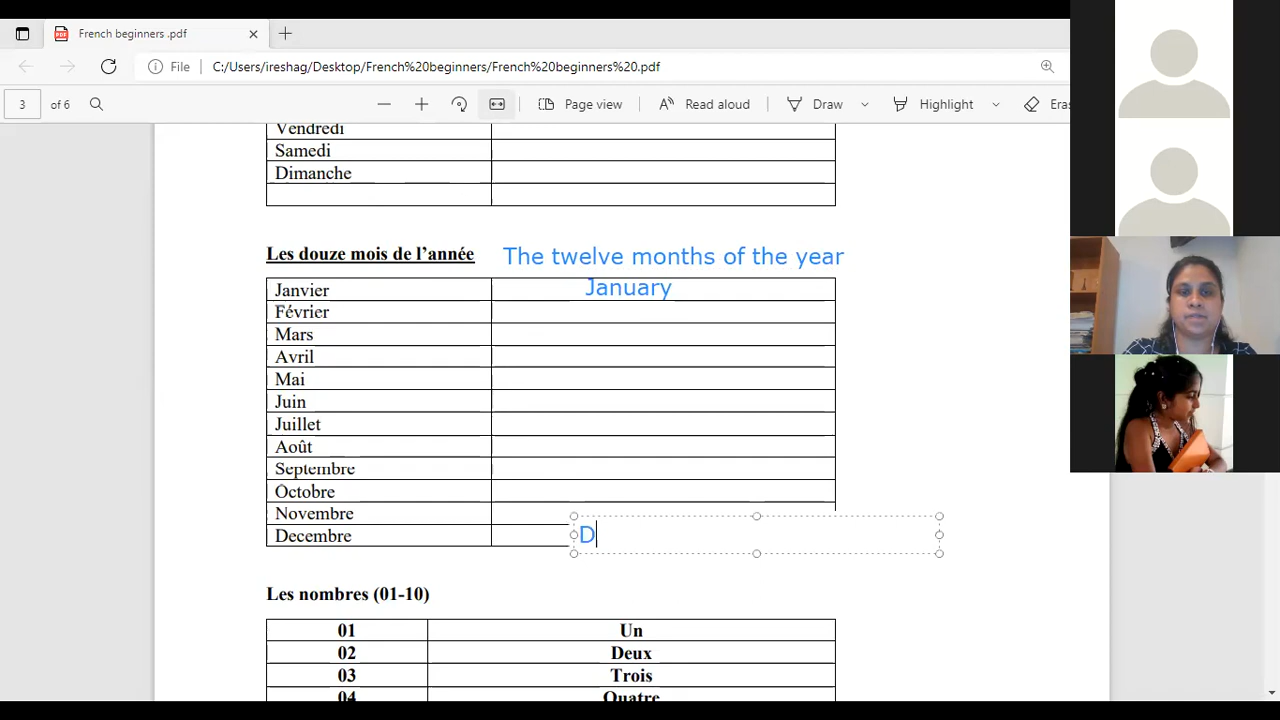 French beginners .pdf
File C:/Users/ireshag/Desktop/French%20beginners/French%20beginners%20.pdf
3 of 6 Page view Read aloud Draw Highlight Eras
Vendredi
Samedi
Dimanche
Les douze mois de l’année The twelve months of the year
Janvier January
Février
Mars
Avril
Mai
Juin
Juillet
Août
Septembre
Octobre
Novembre
Decembre D
Les nombres (01-10)
01 Un
02 Deux
03 Trois
04 Quatre